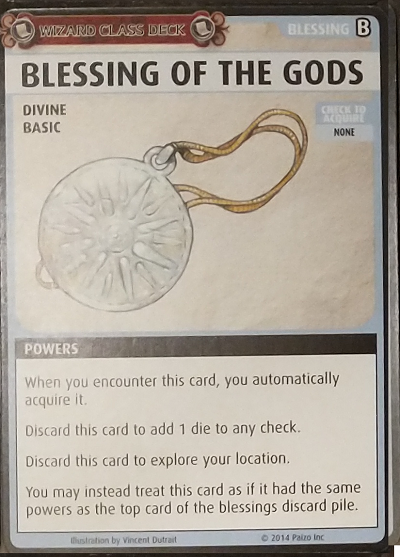 WIZARD CLASS DECK
BLESSING B
BLESSING OF THE GODS
DIVINE
BASIC
CHECK TO
ACQUIRE
NONE
POWERS
When you encounter this card, you automatically
acquire it.
Discard this card to add 1 die to any check.
Discard this card to explore your location.
You may instead treat this card as if it had the same
powers as the top card of the blessings discard pile.
Illustration by Vincent Dutrait © 2014 Paizo Inc